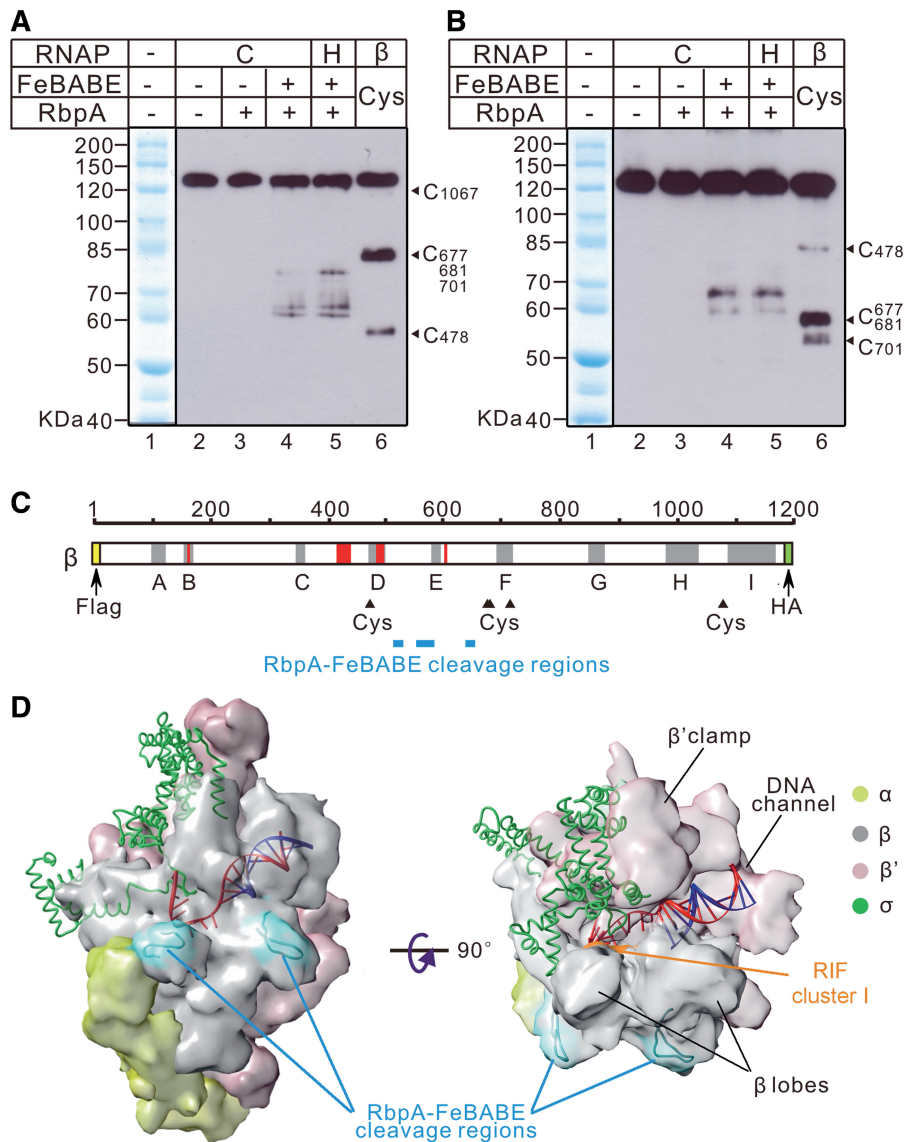 A
RNAP - C H β
FeBABE - - - + + Cys
RbpA - - + + +
200
150
120
100
85
70
60
50
KDa 40
C1067
C677
681
701
C478
1 2 3 4 5 6
B
RNAP - C H β
FeBABE - - - + + Cys
RbpA - - + + +
200
150
120
100
85
70
60
50
KDa 40
C478
C677
681
C701
1 2 3 4 5 6
C
1 200 400 600 800 1000 1200
β
A B C D E F G H I
Flag Cys Cys Cys HA
RbpA-FeBABE cleavage regions
D
β'clamp
DNA
channel
α
β
β'
σ
90°
RIF
cluster I
β lobes
RbpA-FeBABE
cleavage regions